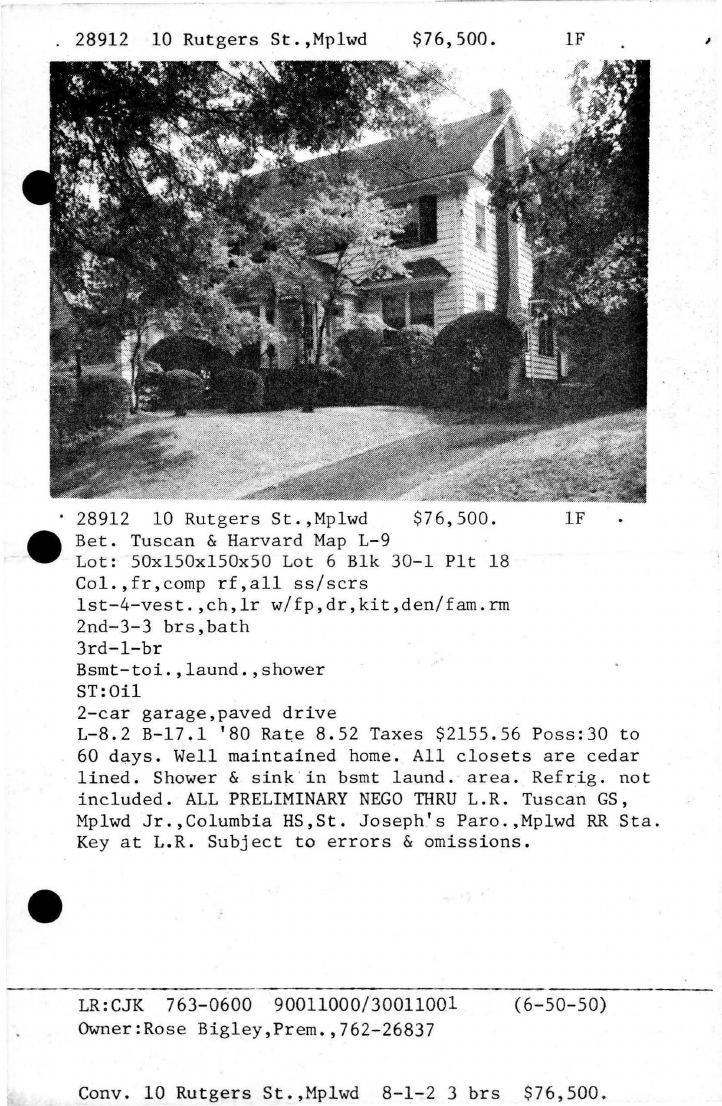 28912 10 Rutgers St.,Mplwd $76,500. 1F
28912 10 Rutgers St.,Mplwd $76,500. 1F
Bet. Tuscan & Harvard Map L-9
Lot: 50x150x150x50 Lot 6 Blk 30-1 Plt 18
Col.,fr,comp rf,all ss/scrs
1st-4-vest.,ch,lr w/fp,dr,kit,den/fam.rm
2nd-3-3 brs,bath
3rd-1-br
Bsmt-toi.,laund.,shower
ST:Oil
2-car garage,paved drive
L-8.2 B-17.1 '80 Rate 8.52 Taxes $2155.56 Poss:30 to
60 days. Well maintained home. All closets are cedar
lined. Shower & sink in bsmt laund. area. Refrig. not
included. ALL PRELIMINARY NEGO THRU L.R. Tuscan GS,
Mplwd Jr.,Columbia HS,St. Joseph's Paro.,Mplwd RR Sta.
Key at L.R. Subject to errors & omissions.
LR:CJK 763-0600 90011000/30011001 (6-50-50)
Owner:Rose Bigley,Prem.,762-26837
Conv. 10 Rutgers St.,Mplwd 8-1-2 3 brs $76,500.